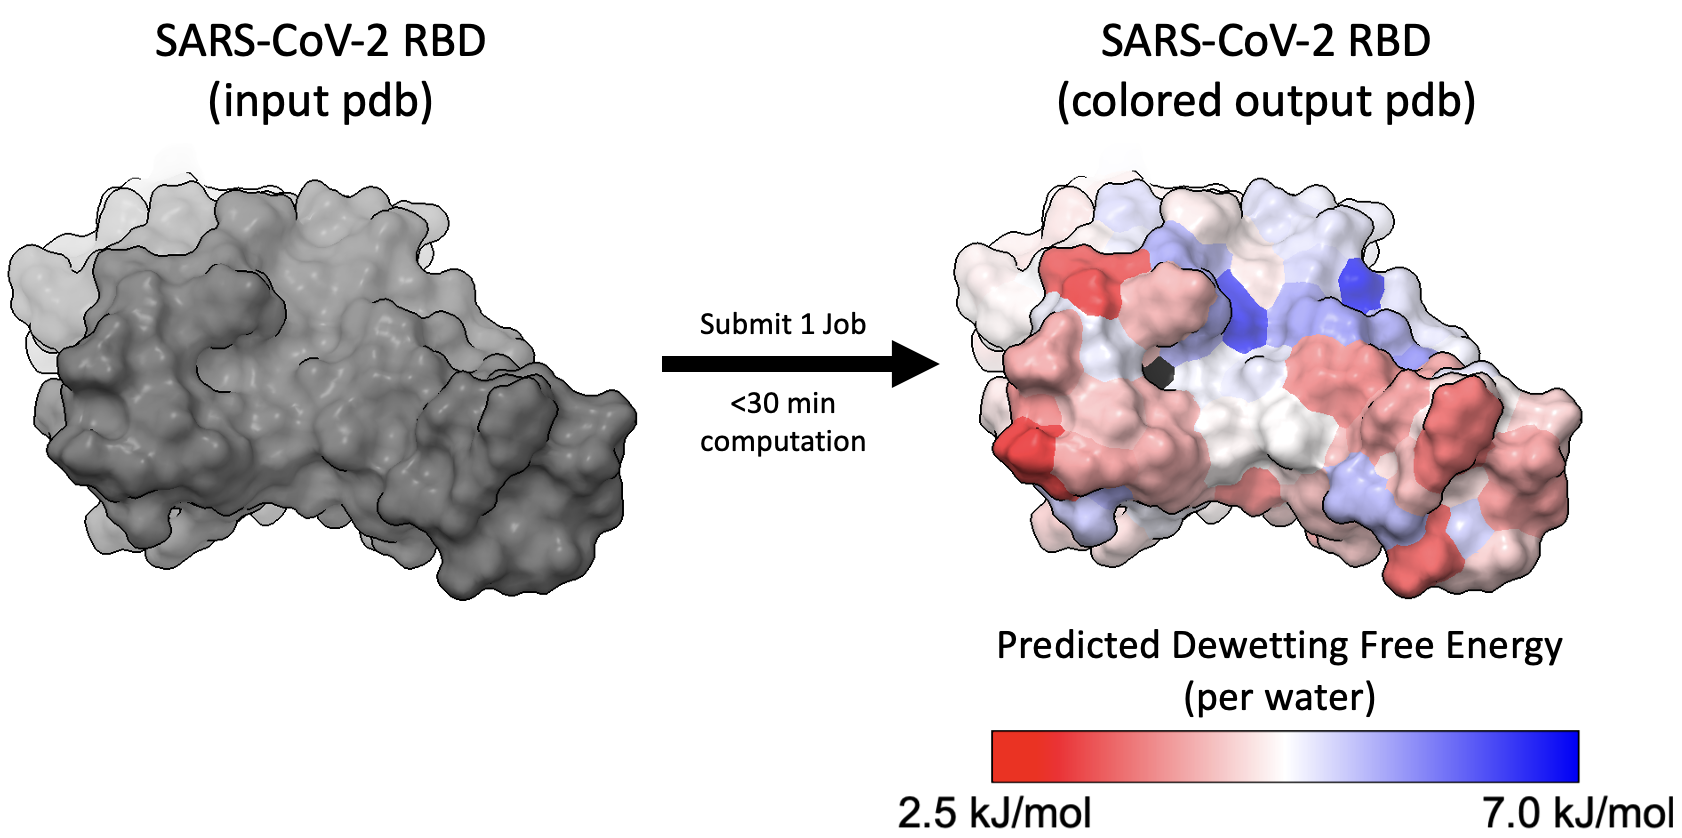 SARS-CoV-2 RBD
(input pdb)
Submit 1 Job
<30 min
computation
SARS-CoV-2 RBD
(colored output pdb)
Predicted Dewetting Free Energy
(per water)
2.5 kJ/mol
7.0 kJ/mol